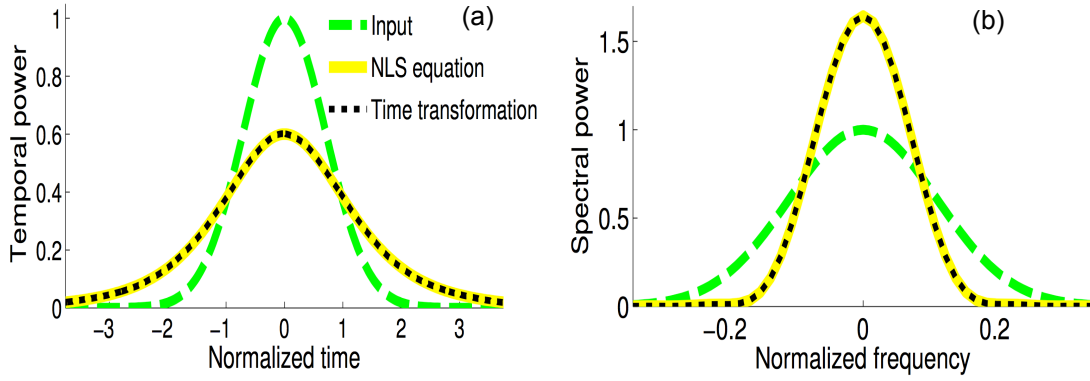 (a)
Input
NLS equation
Time transformation
Temporal power
1
0.8
0.6
0.4
0.2
0
−3 −2 −1 0 1 2 3
Normalized time
(b)
Spectral power
1.5
1
0.5
0
−0.2 0 0.2
Normalized frequency